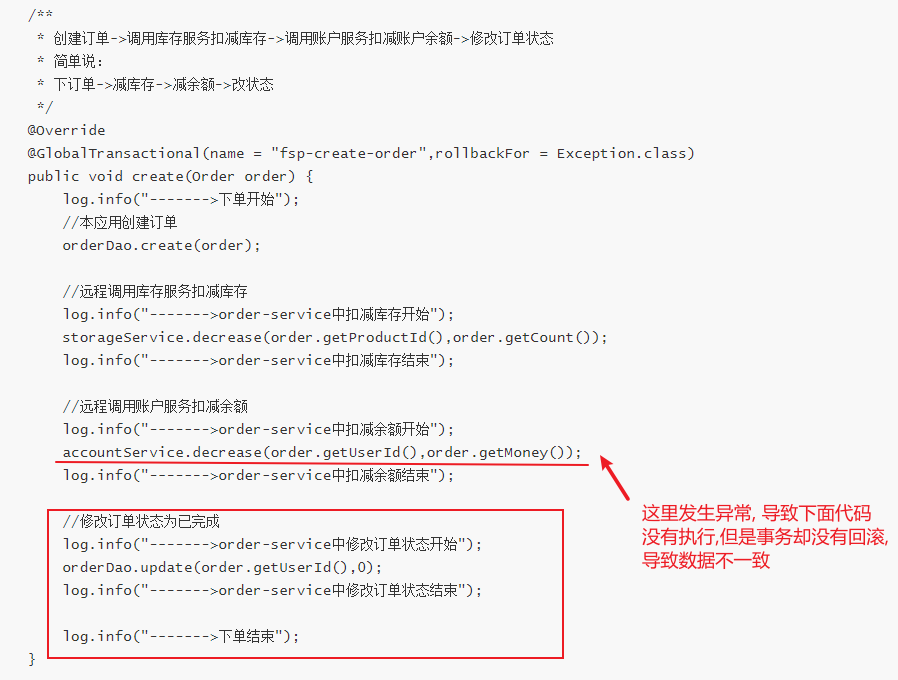 /**
 * 创建订单->调用库存服务扣减库存->调用账户服务扣减账户余额->修改订单状态
 * 简单说:
 * 下订单->减库存->减余额->改状态
 */
@Override
@GlobalTransactional(name = "fsp-create-order",rollbackFor = Exception.class)
public void create(Order order) {
    log.info("------->下单开始");
    //本应用创建订单
    orderDao.create(order);
    //远程调用库存服务扣减库存
    log.info("------->order-service中扣减库存开始");
    storageService.decrease(order.getProductId(),order.getCount());
    log.info("------->order-service中扣减库存结束");
    //远程调用账户服务扣减余额
    log.info("------->order-service中扣减余额开始");
    accountService.decrease(order.getUserId(),order.getMoney());
    log.info("------->order-service中扣减余额结束");
    //修改订单状态为已完成
    log.info("------->order-service中修改订单状态开始");
    orderDao.update(order.getUserId(),0);
    log.info("------->order-service中修改订单状态结束");
    log.info("------->下单结束");
}
这里发生异常, 导致下面代码
没有执行,但是事务却没有回滚,
导致数据不一致